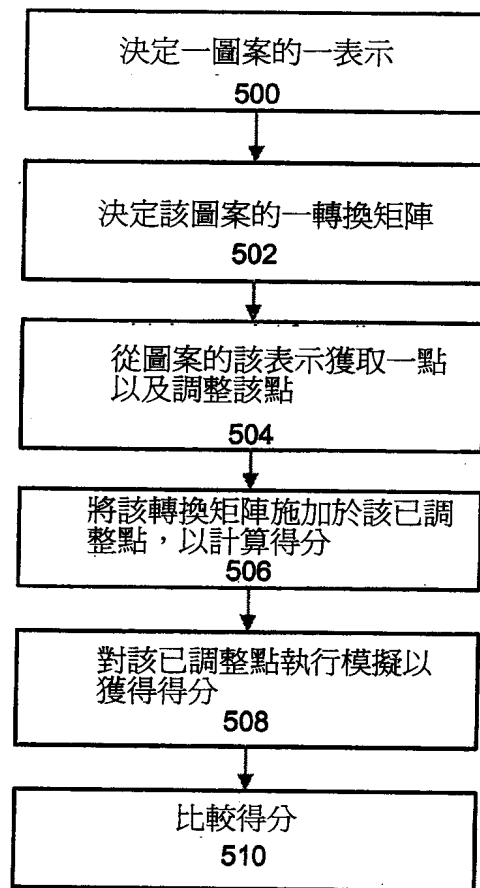 決定一圖案的一表示
500
決定該圖案的一轉換矩陣
502
從圖案的該表示獲取一點
以及調整該點
504
將該轉換矩陣施加於該已調
整點，以計算得分
506
對該已調整點執行模擬以
獲得得分
508
比較得分
510